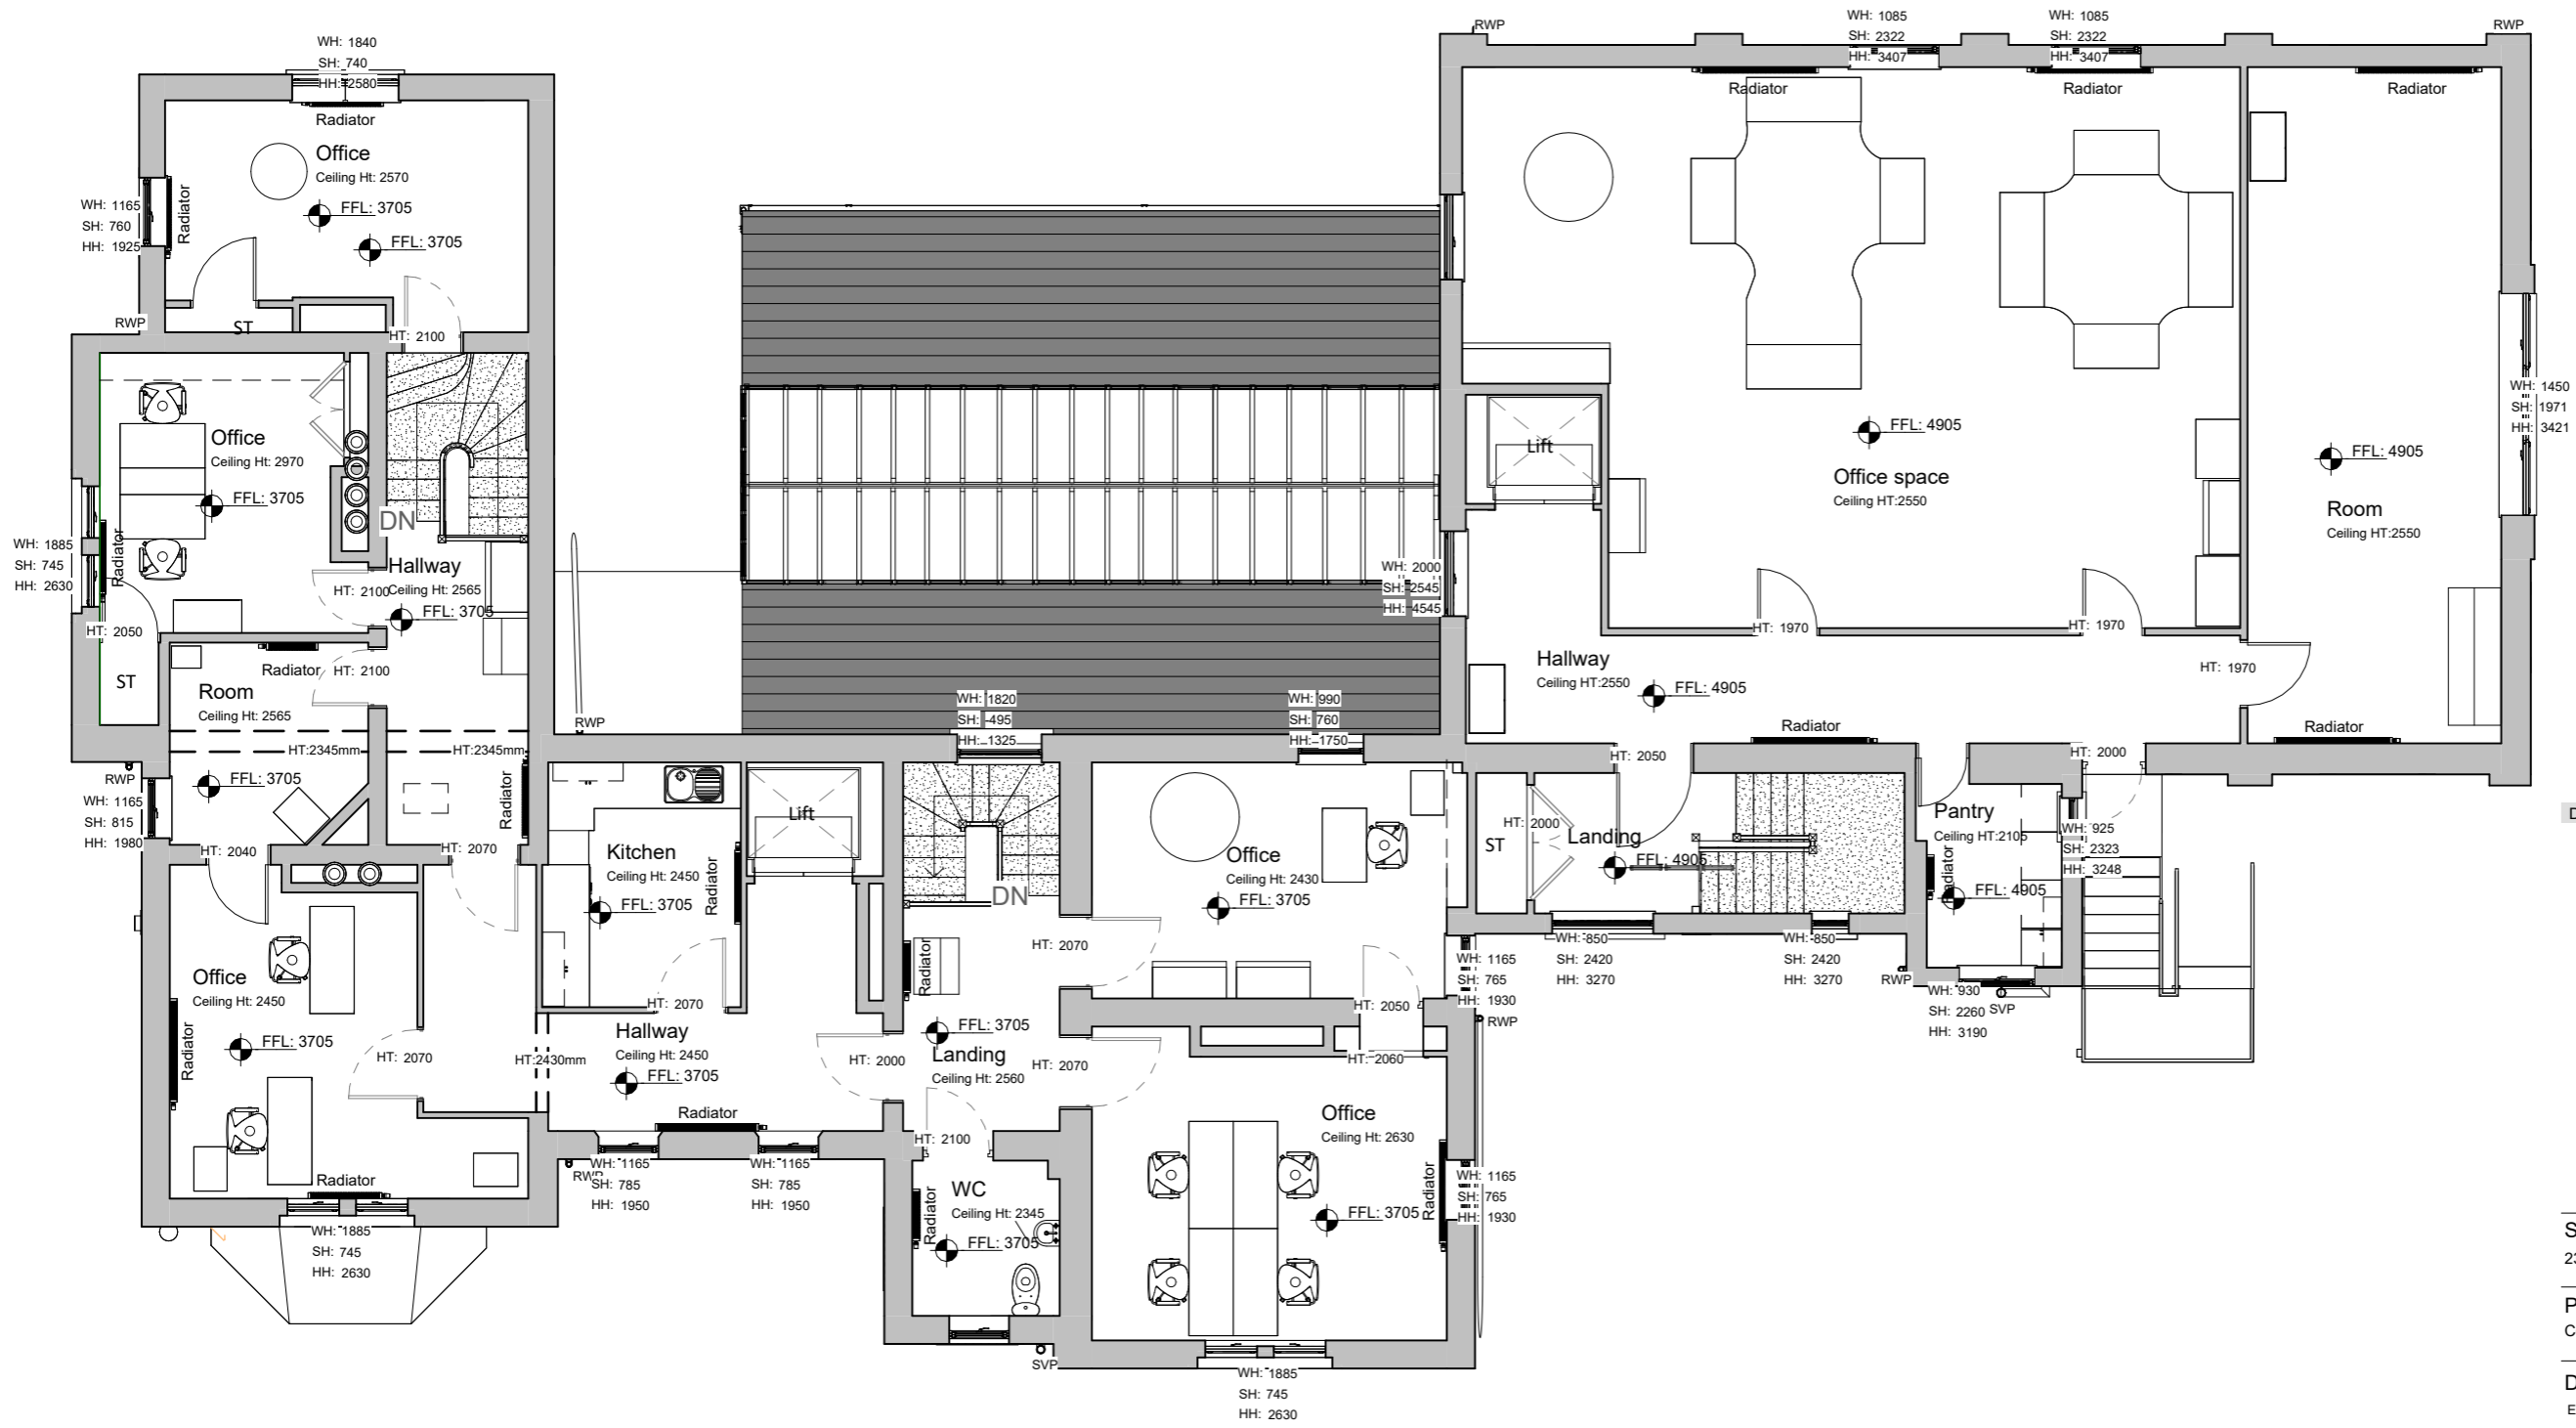 WH: 1840
SH: 740
HH: 2580
Radiator
Office
Ceiling Ht: 2570
FFL: 3705
FFL: 3705
WH: 1165
SH: 760
HH: 1925
Radiator
RWP
ST
HT: 2100
Office
Ceiling Ht: 2970
FFL: 3705
DN
WH: 1885
SH: 745
HH: 2630
Radiator
Hallway
Ceiling Ht: 2565
HT: 2100
FFL: 3705
HT: 2050
ST
Radiator
HT: 2100
Room
Ceiling Ht: 2565
HT:2345mm
HT:2345mm
FFL: 3705
Radiator
RWP
WH: 1165
SH: 815
HH: 1980
HT: 2040
HT: 2070
Office
Ceiling Ht: 2450
FFL: 3705
Radiator
HT: 2070
Radiator
WH: 1885
SH: 745
HH: 2630
RWP
Kitchen
Ceiling Ht: 2450
FFL: 3705
Radiator
HT: 2070
Lift
Hallway
Ceiling Ht: 2450
FFL: 3705
HT:2430mm
Radiator
RWP
WH: 1165
SH: 785
HH: 1950
WH: 1165
SH: 785
HH: 1950
WH: 1820
SH: -495
HH: 1325
DN
Radiator
FFL: 3705
Landing
Ceiling Ht: 2560
HT: 2000
HT: 2070
HT: 2070
HT: 2100
WC
Ceiling Ht: 2345
FFL: 3705
Radiator
SVP
WH: 990
SH: 760
HH: 1750
Office
Ceiling Ht: 2430
FFL: 3705
HT: 2050
HT: 2060
WH: 1165
SH: 765
HH: 1930
RWP
Office
Ceiling Ht: 2630
FFL: 3705
Radiator
WH: 1165
SH: 765
HH: 1930
WH: 1885
SH: 745
HH: 2630
RWP
WH: 1085
SH: 2322
HH: 3407
WH: 1085
SH: 2322
HH: 3407
RWP
Radiator
Radiator
Radiator
Lift
FFL: 4905
Office space
Ceiling HT:2550
FFL: 4905
Room
Ceiling HT:2550
WH: 1450
SH: 1971
HH: 3421
WH: 2000
SH: 2545
HH: 4545
HT: 1970
HT: 1970
HT: 1970
Hallway
Ceiling HT:2550
FFL: 4905
Radiator
Radiator
HT: 2050
HT: 2000
ST
HT: 2000
Landing
FFL: 4905
Pantry
Ceiling HT:2105
Radiator
FFL: 4905
WH: 925
SH: 2323
HH: 3248
WH: 850
SH: 2420
HH: 3270
WH: 850
SH: 2420
HH: 3270
RWP
WH: 930
SH: 2260
HH: 3190
SVP
D
S
23
P
C
D
E